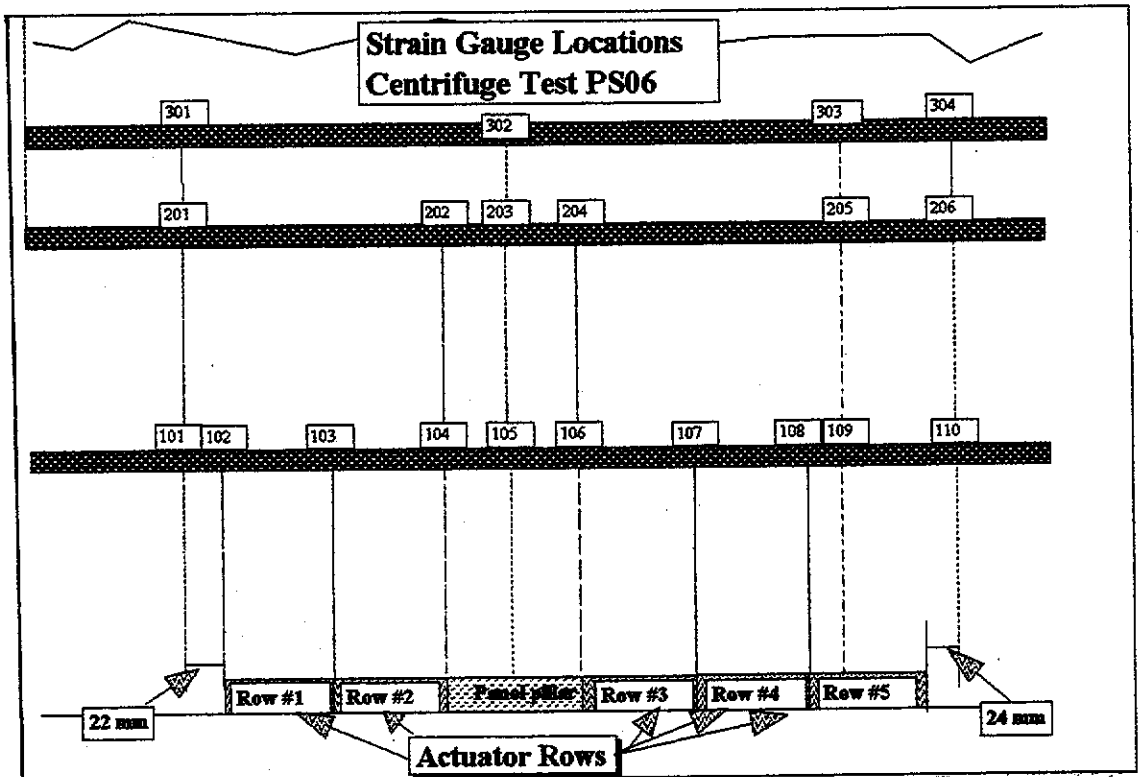 Strain Gauge Locations
Centrifuge Test PS06
301
302
303
304
201
202
203
204
205
206
101
102
103
104
105
106
107
108
109
110
Row #1
Row #2
Panel pillar
Row #3
Row #4
Row #5
22 mm
24 mm
Actuator Rows